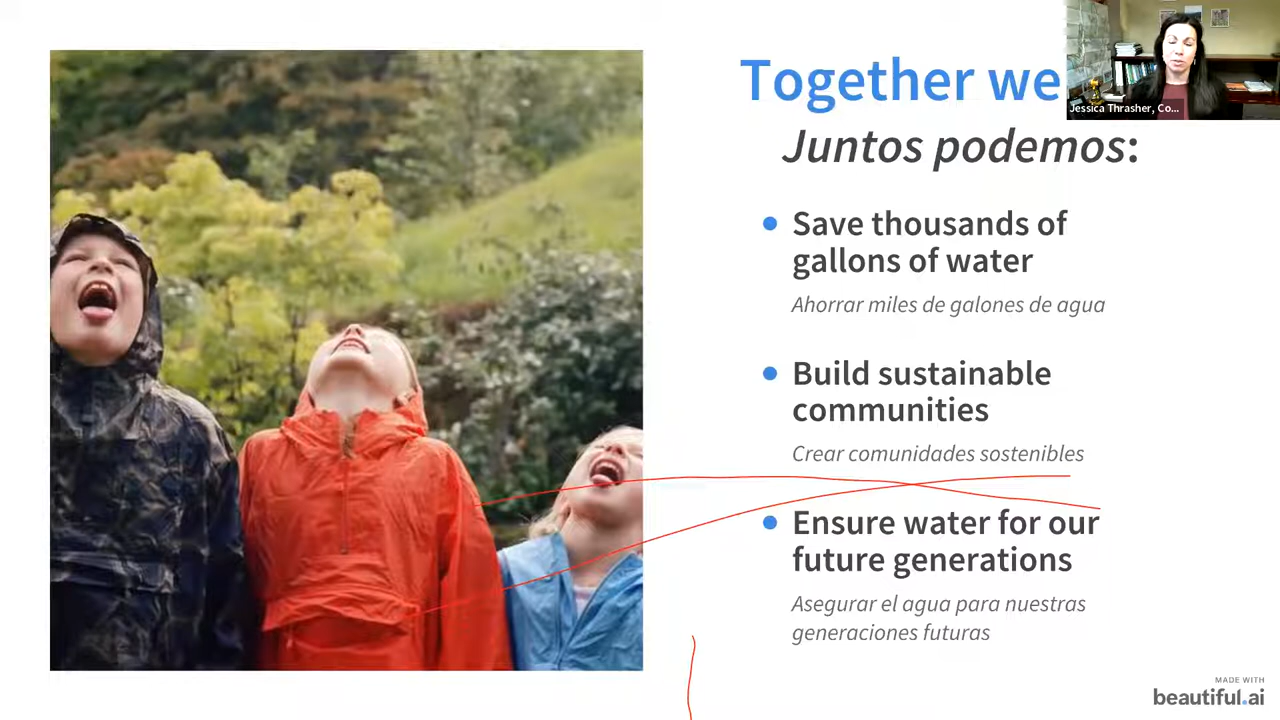 Together we
Juntos podemos:
Jessica Thrasher, Co...
Save thousands of
gallons of water
Ahorrar miles de galones de agua
Build sustainable
communities
Crear comunidades sostenibles
Ensure water for our
future generations
Asegurar el agua para nuestras
generaciones futuras
MADE WITH
beautiful.ai